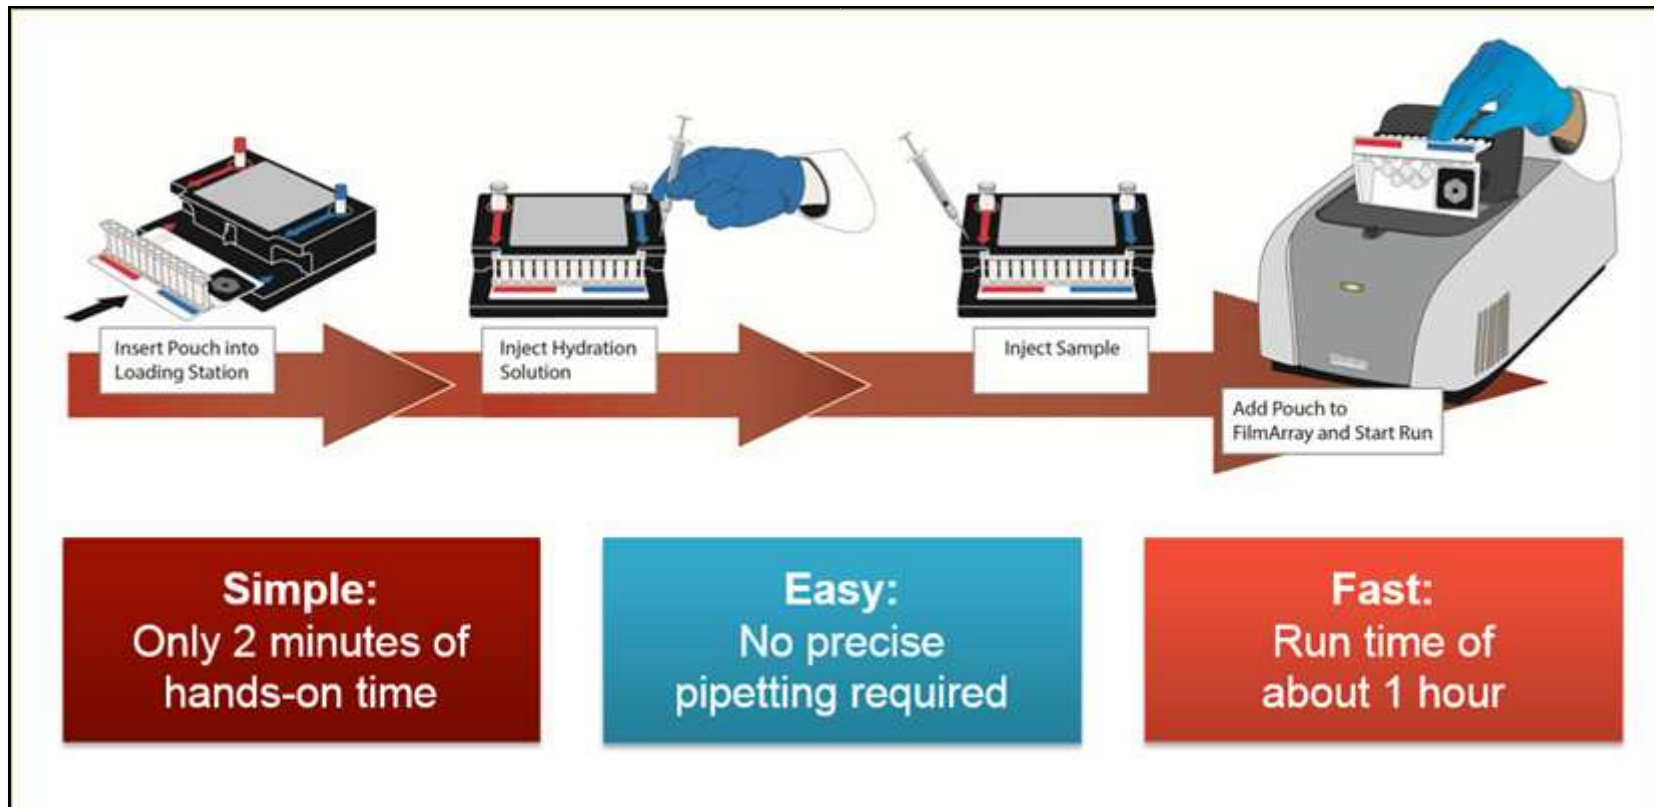 Insert Pouch into
Loading Station
Inject Hydration
Solution
Inject Sample
Add Pouch to
FilmArray and Start Run
Simple:
Only 2 minutes of
hands-on time
Easy:
No precise
pipetting required
Fast:
Run time of
about 1 hour